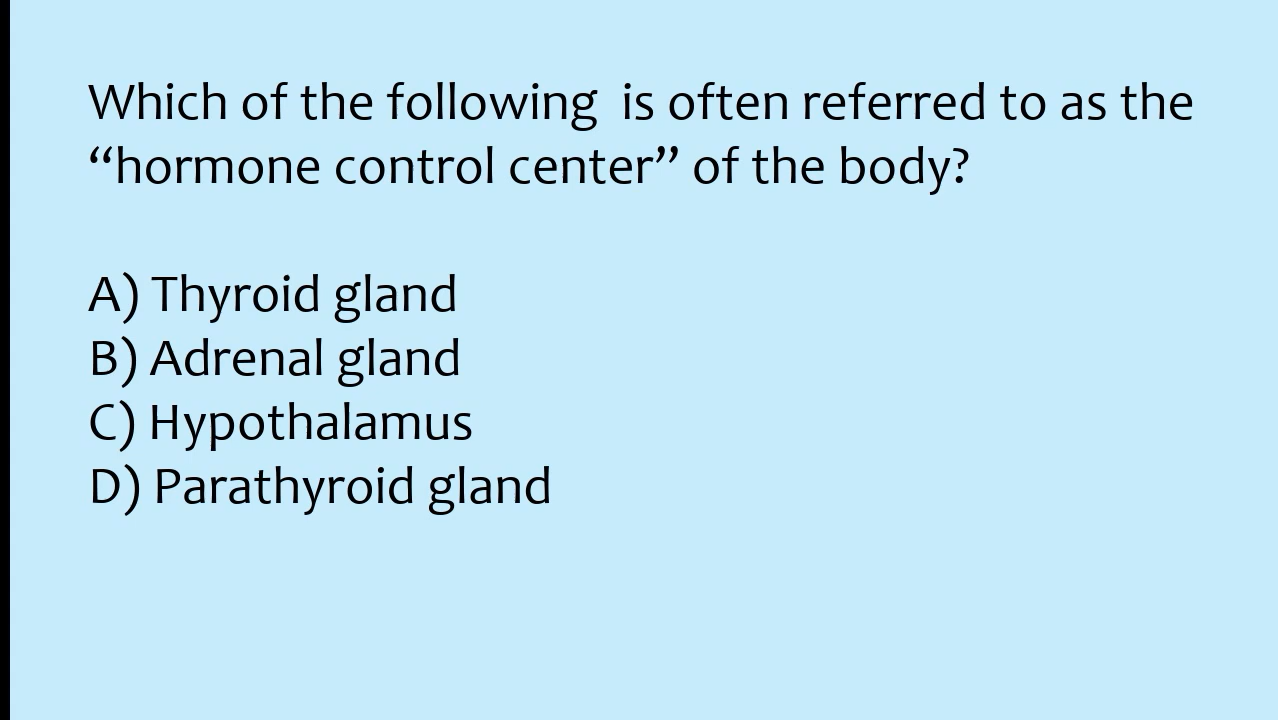 Which of the following  is often referred to as the
“hormone control center” of the body?
A) Thyroid gland
B) Adrenal gland
C) Hypothalamus
D) Parathyroid gland